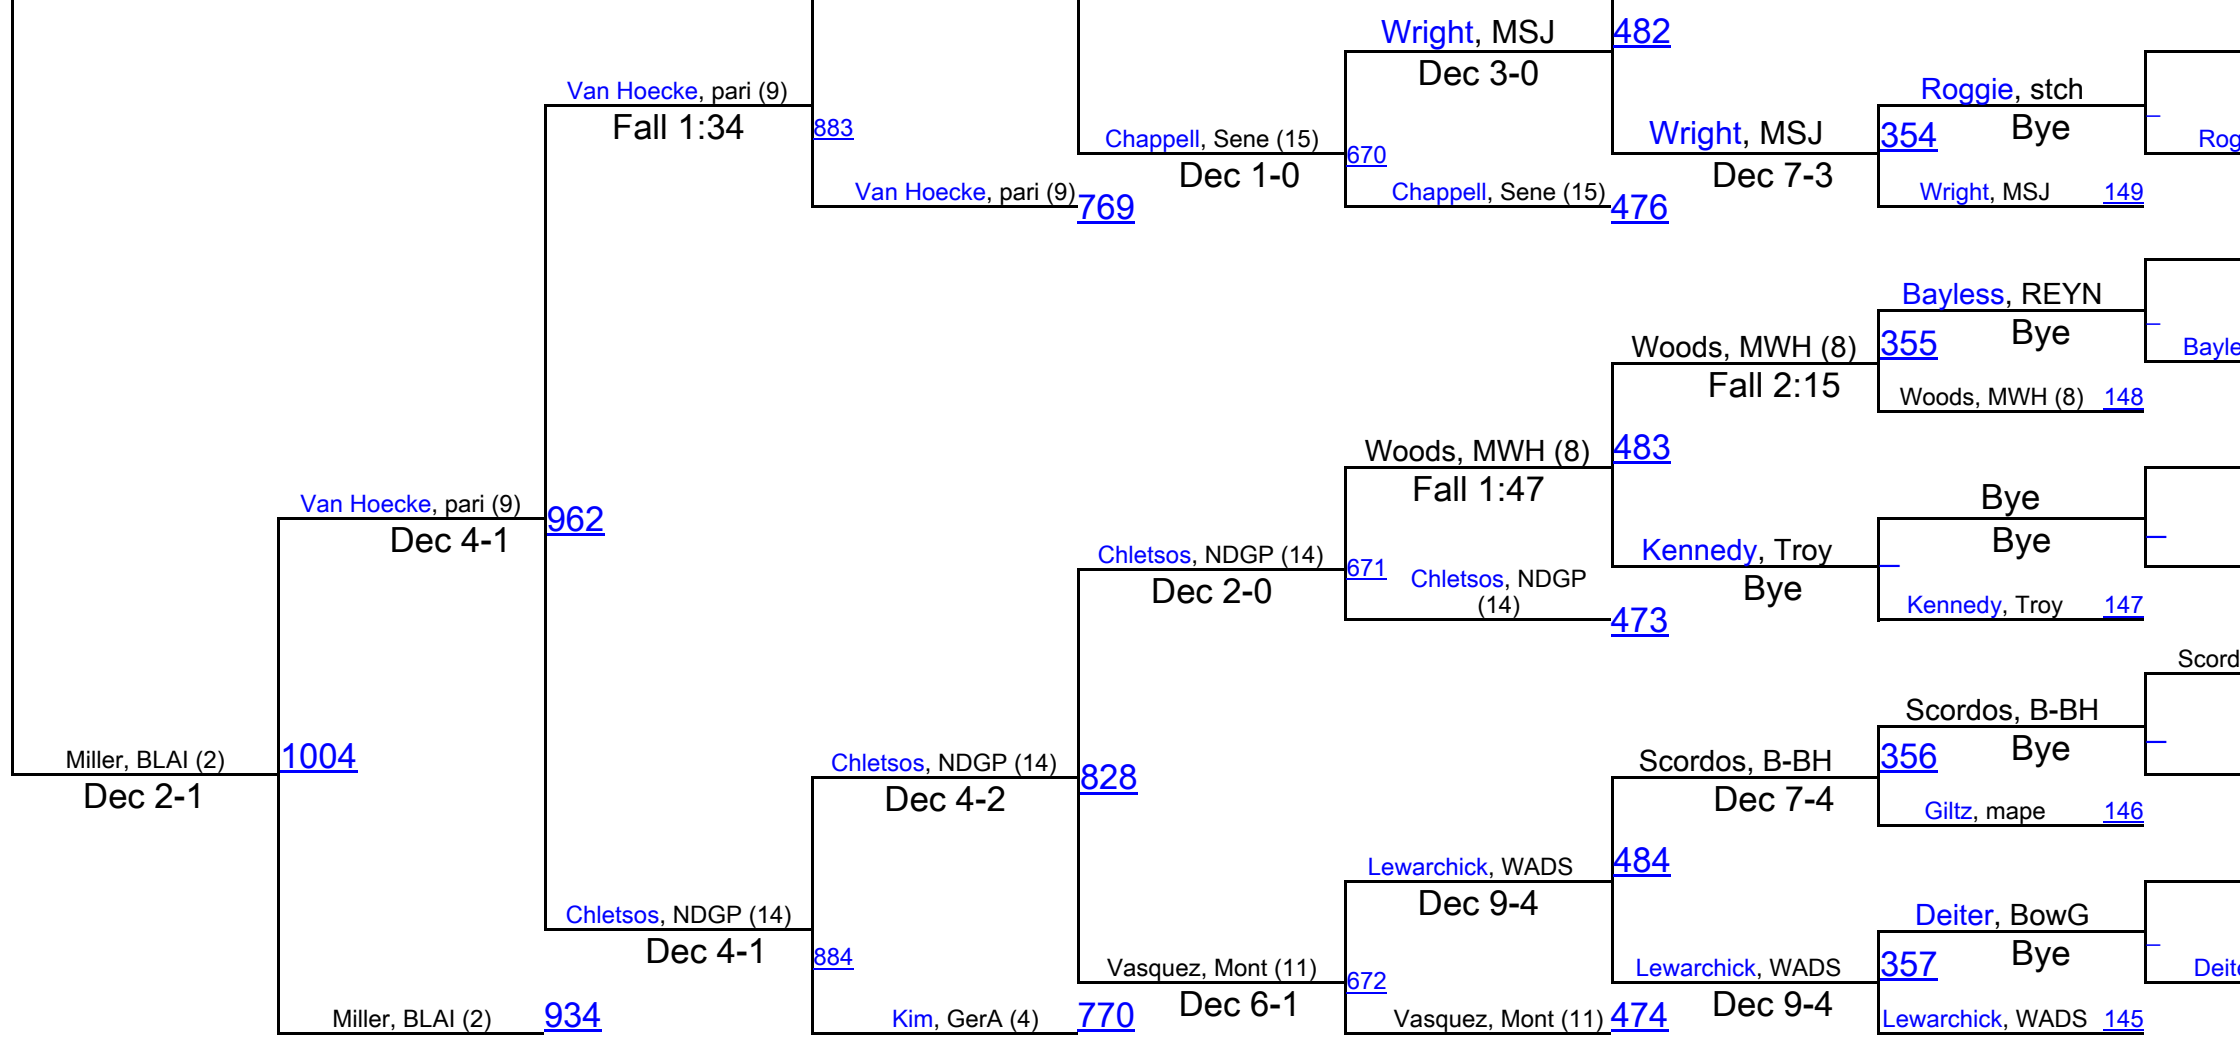 Wright, MSJ 482
Dec 3-0
Van Hoecke, pari (9)
Fall 1:34
883
Roggie, stch
Bye
Chappell, Sene (15)
Dec 1-0
670
Wright, MSJ
Dec 7-3
354
Rog
Van Hoecke, pari (9) 769
Chappell, Sene (15) 476
Wright, MSJ 149
Bayless, REYN
Bye
Woods, MWH (8)
Fall 2:15
355
Bayle
Woods, MWH (8) 148
Woods, MWH (8)
Fall 1:47
483
Van Hoecke, pari (9)
Dec 4-1
962
Bye
Bye
Chletsos, NDGP (14)
Dec 2-0
671
Chletsos, NDGP
(14)
473
Kennedy, Troy
Bye
Kennedy, Troy 147
Scord
Scordos, B-BH
Bye
Miller, BLAI (2)
Dec 2-1
1004
Chletsos, NDGP (14)
Dec 4-2
828
Scordos, B-BH
Dec 7-4
356
Giltz, mape 146
Lewarchick, WADS
Dec 9-4
484
Chletsos, NDGP (14)
Dec 4-1
884
Deiter, BowG
Bye
Vasquez, Mont (11)
Dec 6-1
672
Lewarchick, WADS
Dec 9-4
357
Deite
Miller, BLAI (2) 934
Kim, GerA (4) 770
Vasquez, Mont (11) 474
Lewarchick, WADS 145